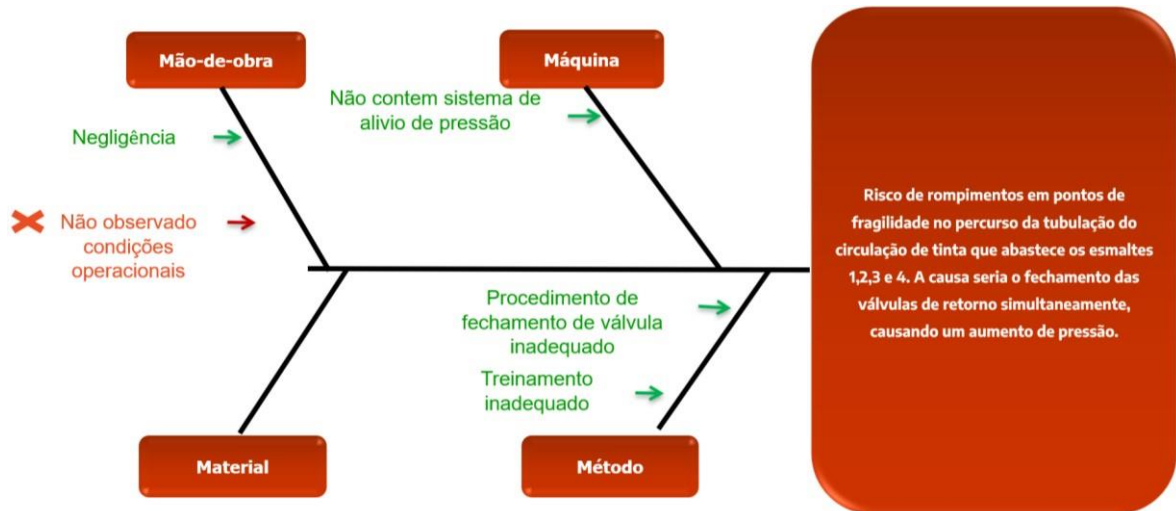 Mão-de-obra
Máquina
Não contem sistema de
alivio de pressão
Negligência
Não observado
condições
operacionais
Procedimento de
fechamento de válvula
inadequado
Treinamento
inadequado
Material
Método
Risco de rompimentos em pontos de
fragilidade no percurso da tubulação do
circulação de tinta que abastece os esmaltes
1,2,3 e 4. A causa seria o fechamento das
válvulas de retorno simultaneamente,
causando um aumento de pressão.